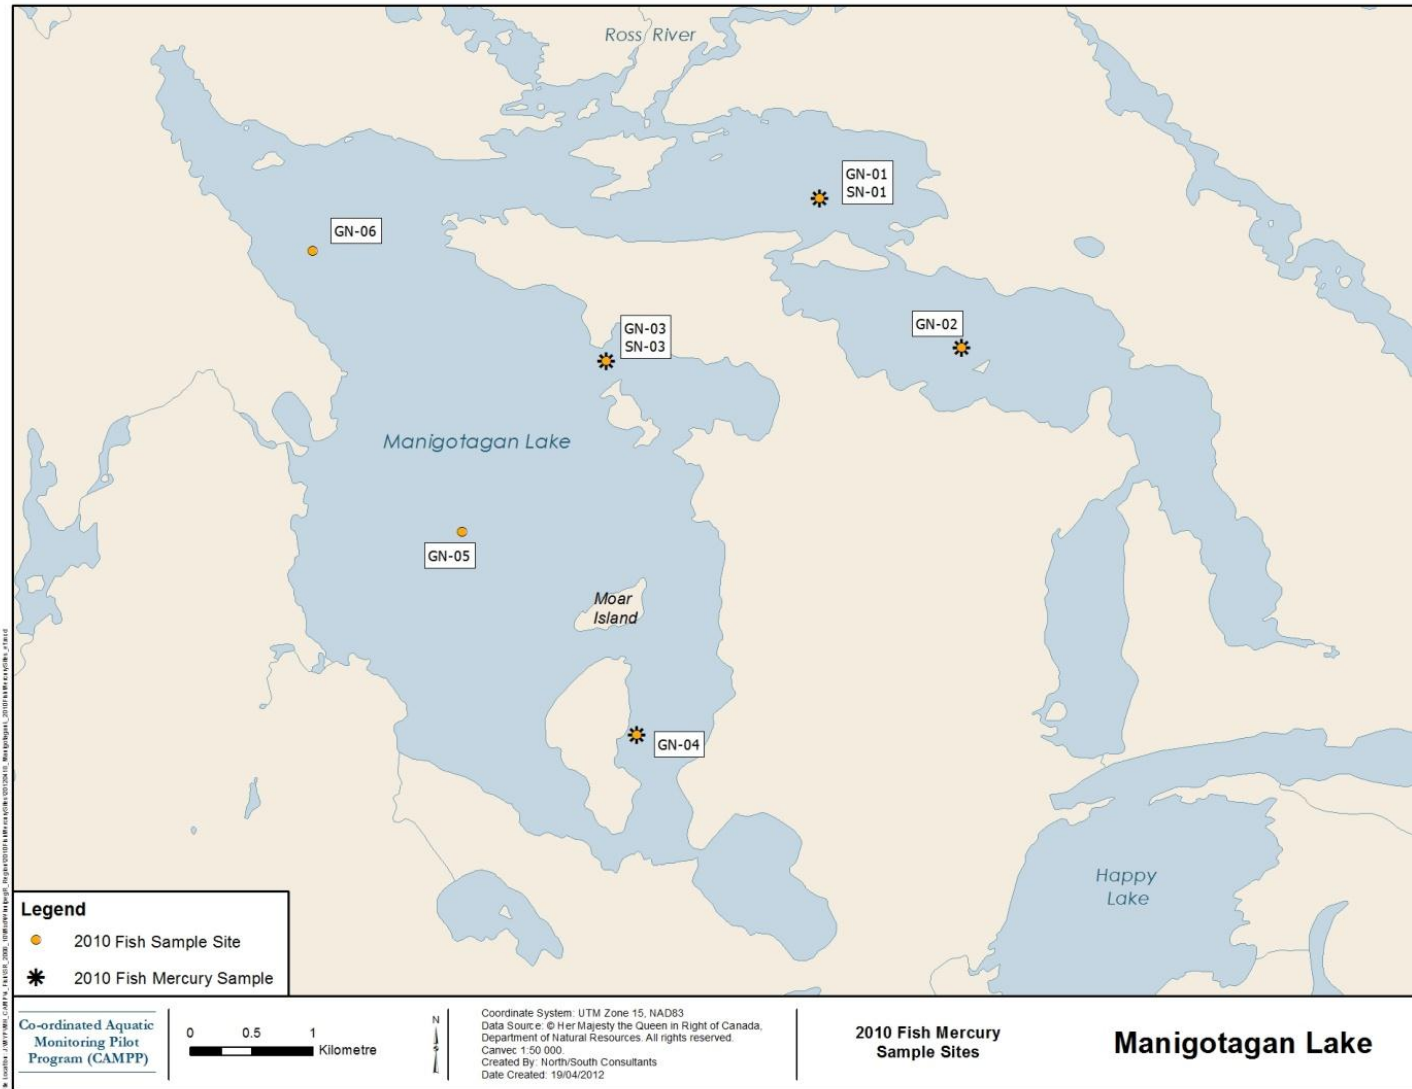 Ross River
GN-01
SN-01
GN-06
GN-03
SN-03
GN-02
Manigotagan Lake
GN-05
Moar
Island
GN-04
Happy
Lake
Legend
2010 Fish Sample Site
2010 Fish Mercury Sample
Co-ordinated Aquatic
Monitoring Pilot
Program (CAMPP)
0 0.5 1
Kilometre
N
Coordinate System: UTM Zone 15, NAD83
Data Source: © Her Majesty the Queen in Right of Canada,
Department of Natural Resources. All rights reserved.
Canvec 1:50 000.
Created By: North/South Consultants
Date Created: 19/04/2012
2010 Fish Mercury
Sample Sites
Manigotagan Lake